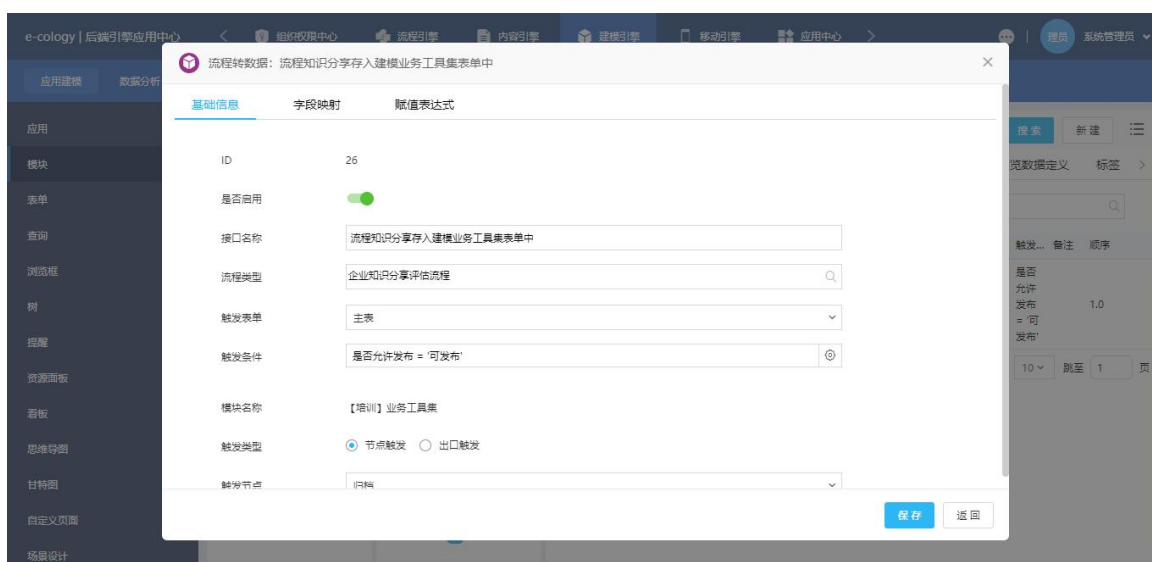 e-cology | 后端引擎应用中心 < 组织权限中心 流程引擎 内容引擎 建模引擎 移动引擎 应用中心 > 理员 系统管理员
流程转数据：流程知识分享存入建模业务工具集表单中
应用建模 数据分析
基础信息 字段映射 赋值表达式
应用
搜索 新建
模块
ID 26
览数据定义 标签 >
表单
是否启用
查询
接口名称 流程知识分享存入建模业务工具集表单中
触发... 备注 顺序
浏览框
流程类型 企业知识分享评估流程
是否
允许
发布
= '可
发布'
1.0
树
触发表单 主表
提醒
触发条件 是否允许发布 = '可发布'
资源面板
10 跳至 1 页
看板
模块名称 【培训】业务工具集
思维导图
触发类型 节点触发 出口触发
甘特图
触发节点 归档
自定义页面
保存 返回
场景设计